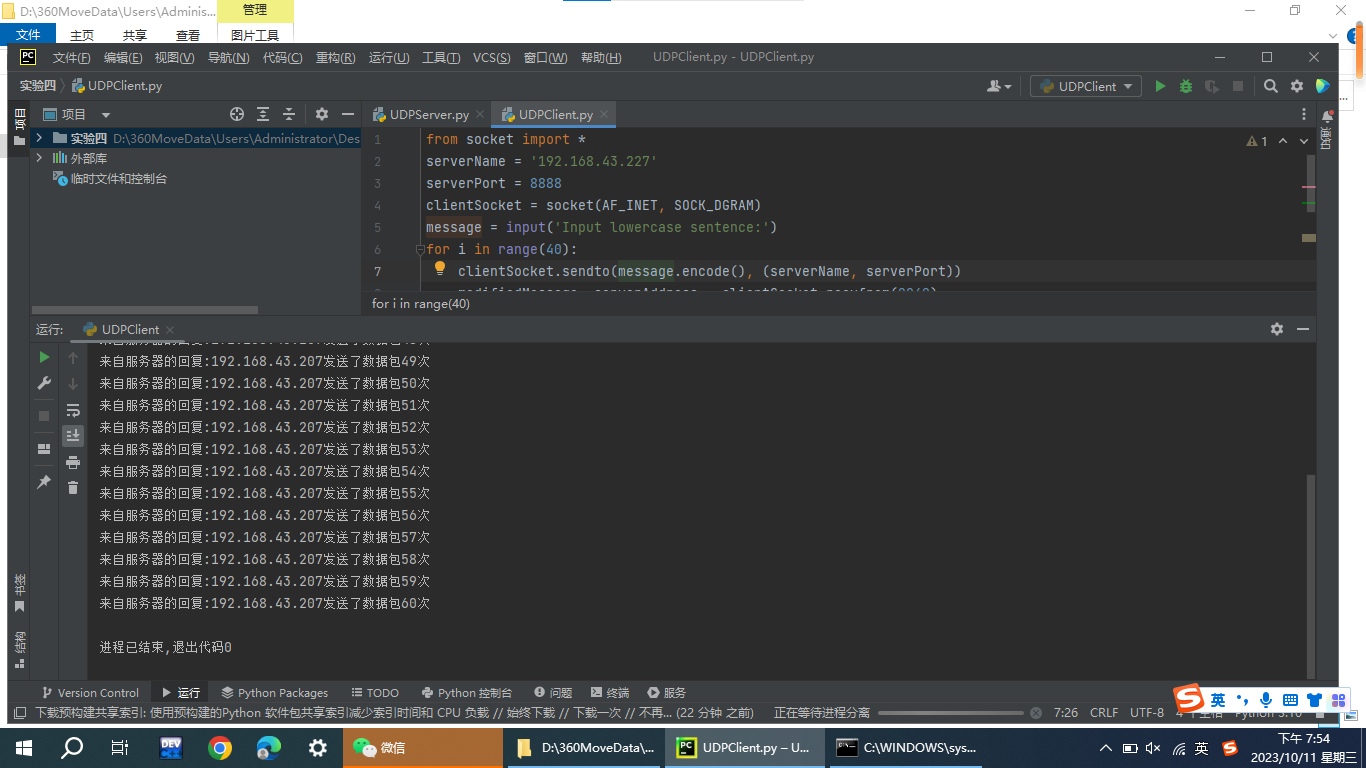 D:\360MoveData\Users\Adminis...
管理
文件
主页
共享
查看
图片工具
文件(F)
编辑(E)
视图(V)
导航(N)
代码(C)
重构(R)
运行(U)
工具(T)
VCS(S)
窗口(W)
帮助(H)
UDPClient.py - UDPClient.py
实验四
UDPClient.py
UDPClient
项目
项目
UDPServer.py
UDPClient.py
通知
实验四 D:\360MoveData\Users\Administrator\Des
外部库
临时文件和控制台
1 from socket import *
2 serverName = '192.168.43.227'
3 serverPort = 8888
4 clientSocket = socket(AF_INET, SOCK_DGRAM)
5 message = input('Input lowercase sentence:')
6 for i in range(40):
7 clientSocket.sendto(message.encode(), (serverName, serverPort))
1
for i in range(40)
运行:
UDPClient
来自服务器的回复:192.168.43.207发送了数据包49次
来自服务器的回复:192.168.43.207发送了数据包50次
来自服务器的回复:192.168.43.207发送了数据包51次
来自服务器的回复:192.168.43.207发送了数据包52次
来自服务器的回复:192.168.43.207发送了数据包53次
来自服务器的回复:192.168.43.207发送了数据包54次
来自服务器的回复:192.168.43.207发送了数据包55次
来自服务器的回复:192.168.43.207发送了数据包56次
来自服务器的回复:192.168.43.207发送了数据包57次
来自服务器的回复:192.168.43.207发送了数据包58次
来自服务器的回复:192.168.43.207发送了数据包59次
来自服务器的回复:192.168.43.207发送了数据包60次
进程已结束,退出代码0
书签
结构
Version Control
运行
Python Packages
TODO
Python 控制台
问题
终端
服务
英
下载预构建共享索引: 使用预构建的Python 软件包共享索引减少索引时间和 CPU 负载 // 始终下载 // 下载一次 // 不再... (22 分钟 之前)
正在等待进程分离
7:26
CRLF
UTF-8
DEV
微信
D:\360MoveData\...
UDPClient.py – U...
C:\WINDOWS\sys...
英
下午 7:54
2023/10/11 星期三